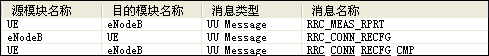 源模块名称 目的模块名称 消息类型 消息名称
UE eNodeB UU Message RRC_MEAS_RPRT
eNodeB UE UU Message RRC_CONN_RECFG
UE eNodeB UU Message RRC_CONN_RECFG_CMP